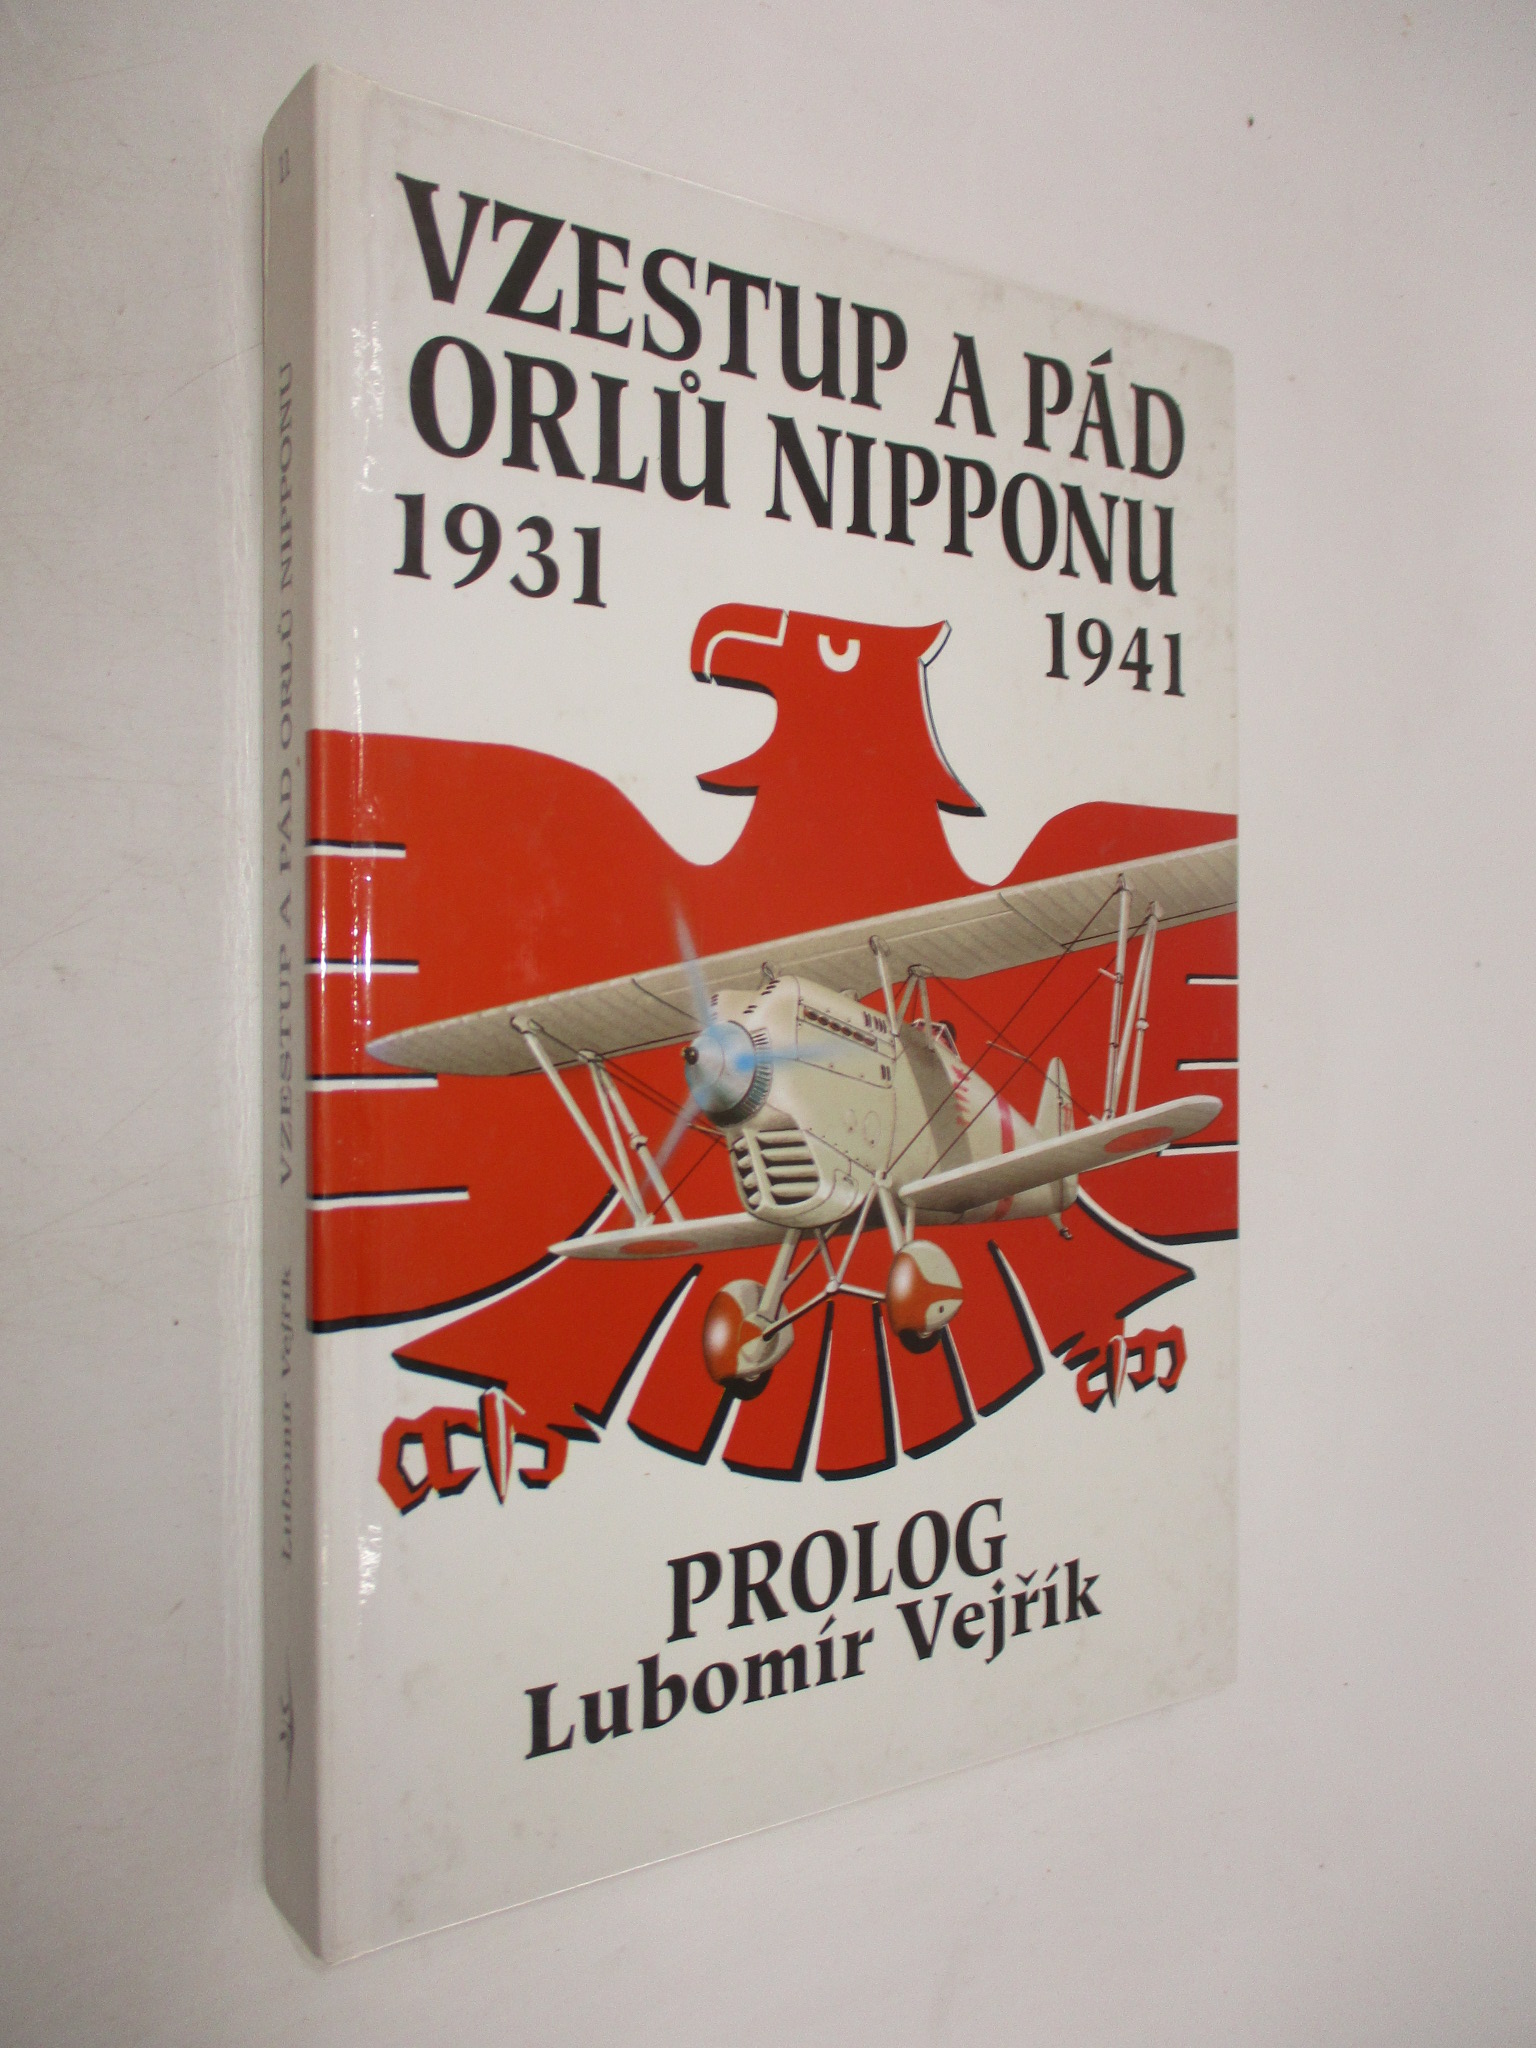 VZESTUP A PÁD
ORLŮ NIPPONU
1931
1941
PROLOG
Lubomír Vejřík
Lubomír Vejřík VZESTUP A PÁD ORLŮ NIPPONU